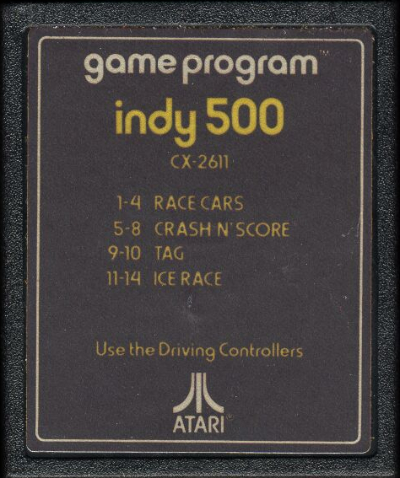 game program™
indy 500
CX-2611
1-4 RACE CARS
5-8 CRASH N' SCORE
9-10 TAG
11-14 ICE RACE
Use the Driving Controllers
ATARI